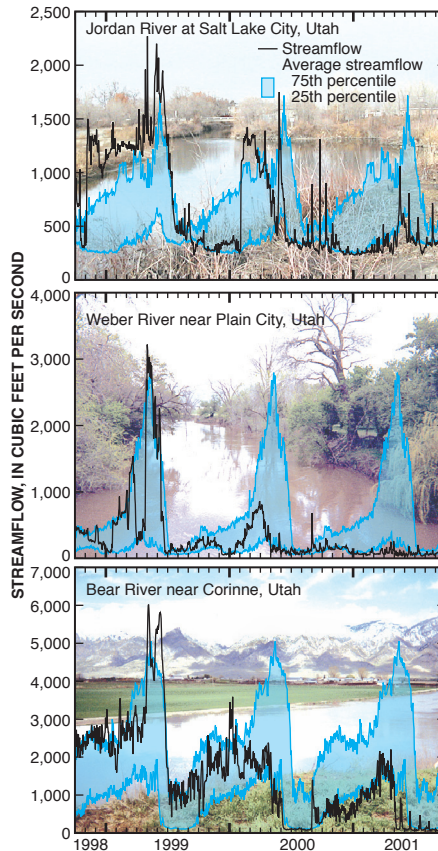 Jordan River at Salt Lake City, Utah
Streamflow
Average streamflow
75th percentile
25th percentile
2,500
2,000
1,500
1,000
500
0
STREAMFLOW, IN CUBIC FEET PER SECOND
Weber River near Plain City, Utah
4,000
3,000
2,000
1,000
0
Bear River near Corinne, Utah
7,000
6,000
5,000
4,000
3,000
2,000
1,000
0
1998 1999 2000 2001